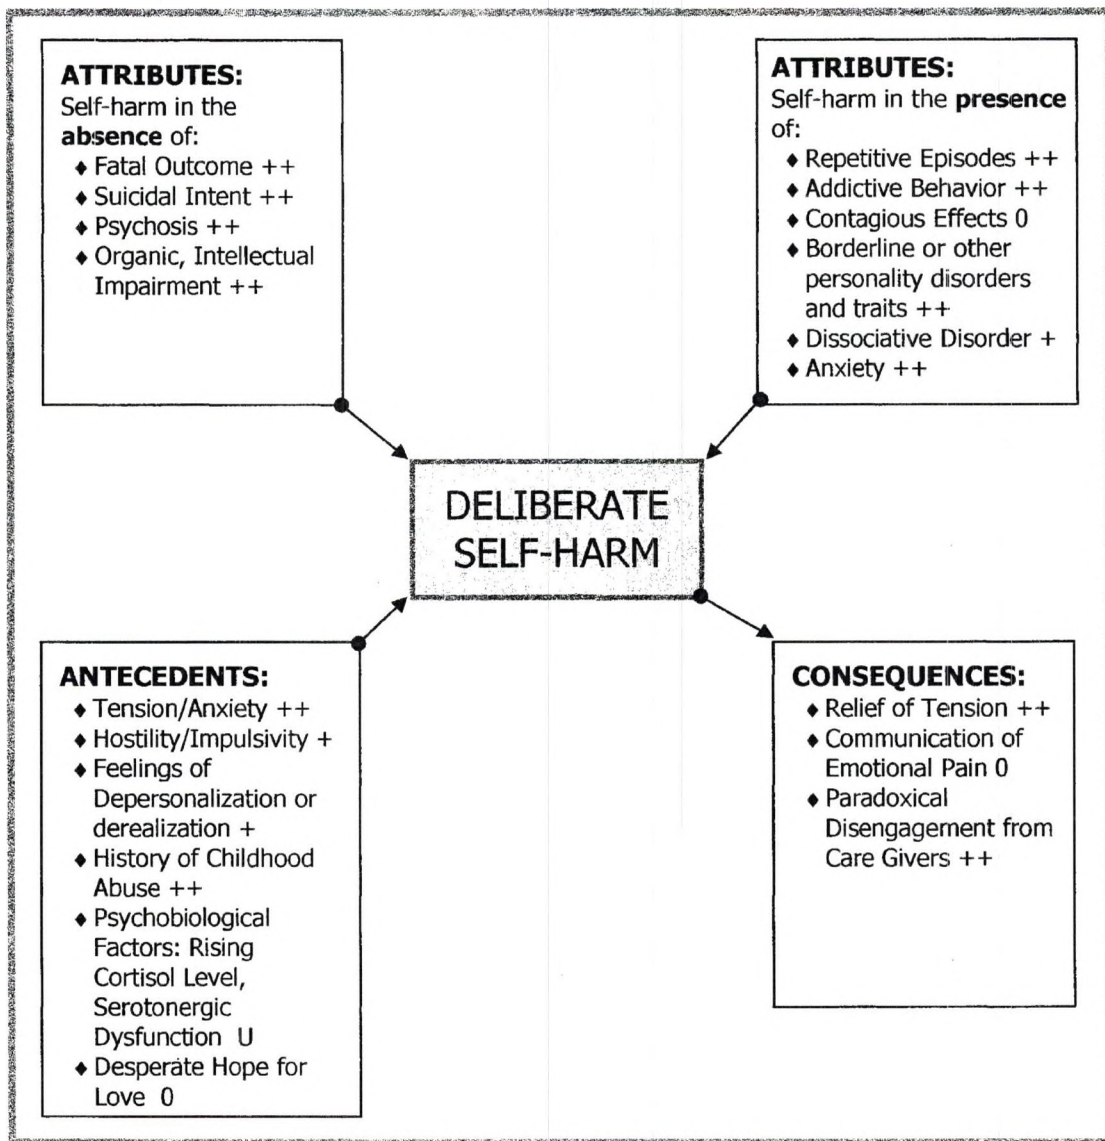 ATTRIBUTES:
Self-harm in the
absence of:
♦ Fatal Outcome ++
♦ Suicidal Intent ++
♦ Psychosis ++
♦ Organic, Intellectual
Impairment ++
ATTRIBUTES:
Self-harm in the presence
of:
♦ Repetitive Episodes ++
♦ Addictive Behavior ++
♦ Contagious Effects 0
♦ Borderline or other
personality disorders
and traits ++
♦ Dissociative Disorder +
♦ Anxiety ++
DELIBERATE
SELF-HARM
ANTECEDENTS:
♦ Tension/Anxiety ++
♦ Hostility/Impulsivity +
♦ Feelings of
Depersonalization or
derealization +
♦ History of Childhood
Abuse ++
♦ Psychobiological
Factors: Rising
Cortisol Level,
Serotonergic
Dysfunction U
♦ Desperate Hope for
Love 0
CONSEQUENCES:
♦ Relief of Tension ++
♦ Communication of
Emotional Pain 0
♦ Paradoxical
Disengagement from
Care Givers ++